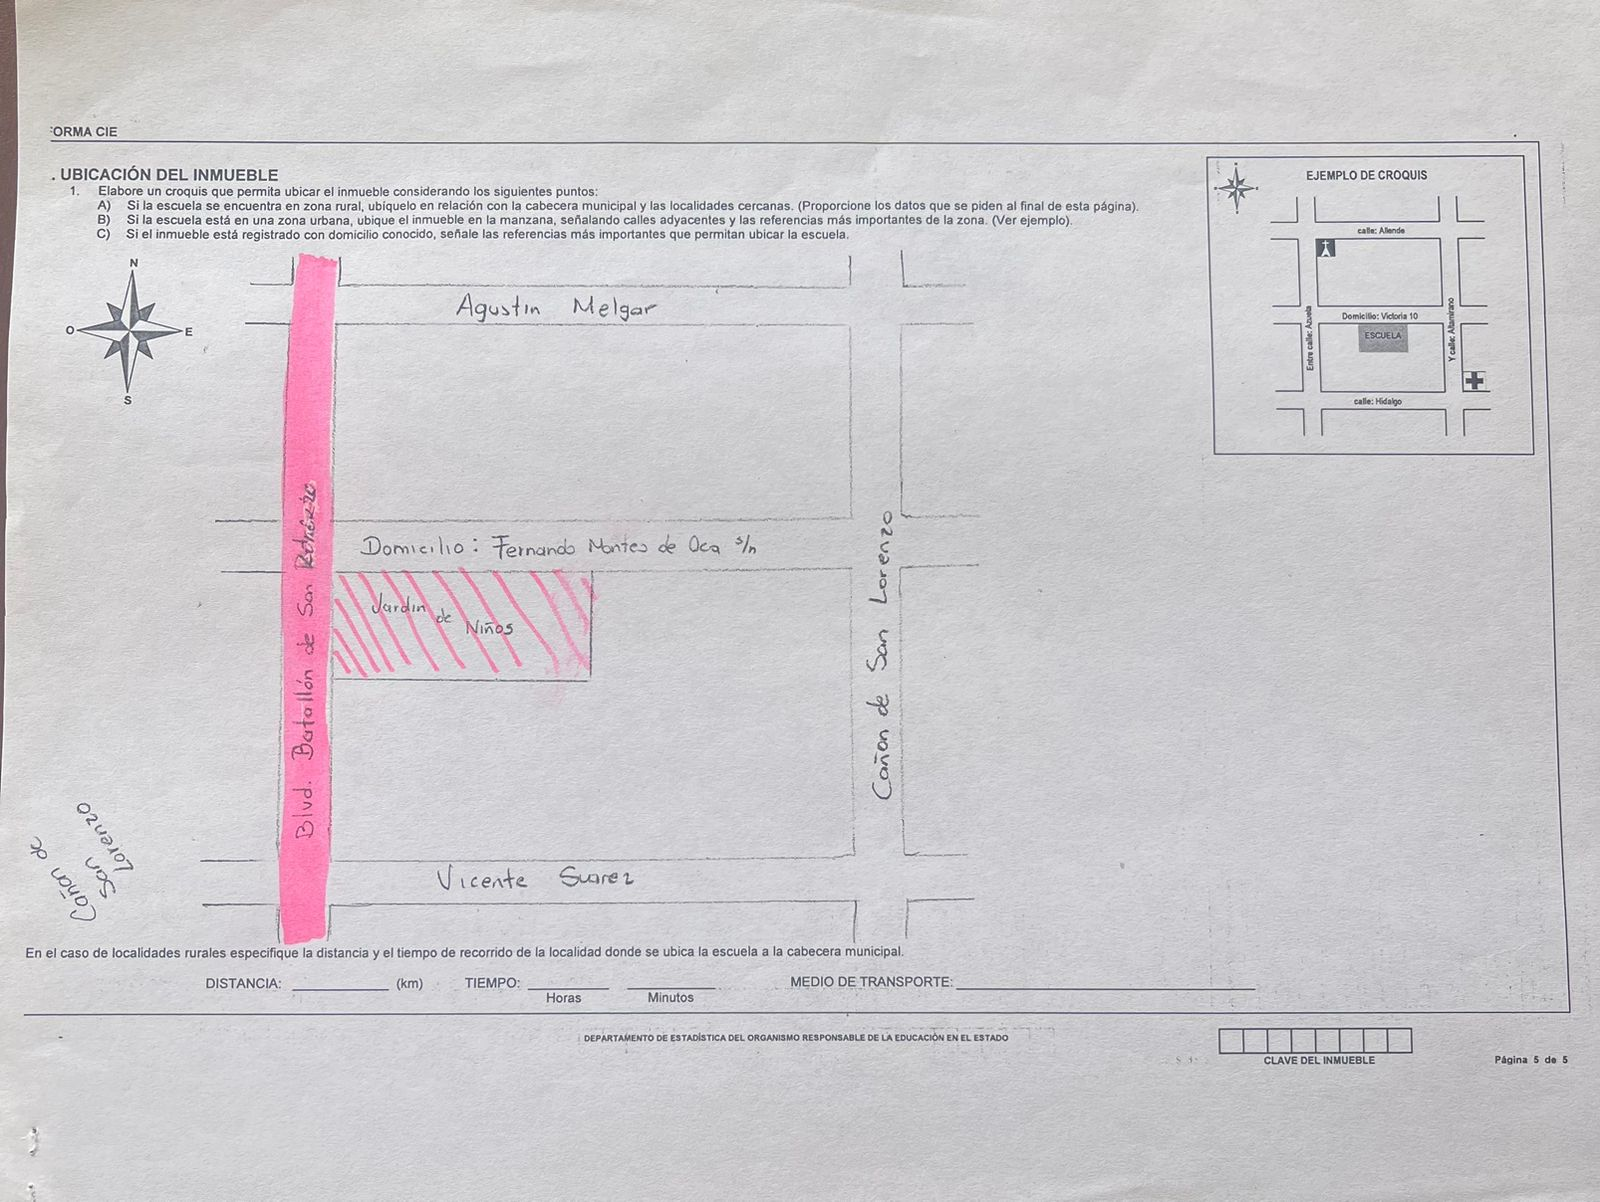 ORMA CIE
. UBICACIÓN DEL INMUEBLE
1. Elabore un croquis que permita ubicar el inmueble considerando los siguientes puntos:
A) Si la escuela se encuentra en zona rural, ubíquelo en relación con la cabecera municipal y las localidades cercanas. (Proporcione los datos que se piden al final de esta página).
B) Si la escuela está en una zona urbana, ubique el inmueble en la manzana, señalando calles adyacentes y las referencias más importantes de la zona. (Ver ejemplo).
C) Si el inmueble está registrado con domicilio conocido, señale las referencias más importantes que permitan ubicar la escuela.
N
O
E
S
EJEMPLO DE CROQUIS
calle: Allende
Domicilio: Victoria 10
ESCUELA
Entre calle: Azuela
Y calle: Altamirano
calle: Hidalgo
Agustin Melgar
Domicilio: Fernando Montes de Oca s/n
Jardin
de
Niños
Blvd. Batallón de San
Cañon de San Lorenzo
Vicente Suarez
Cañon de
San
Lorenzo
En el caso de localidades rurales especifique la distancia y el tiempo de recorrido de la localidad donde se ubica la escuela a la cabecera municipal.
DISTANCIA: (km) TIEMPO: MEDIO DE TRANSPORTE:
Horas Minutos
DEPARTAMENTO DE ESTADÍSTICA DEL ORGANISMO RESPONSABLE DE LA EDUCACIÓN EN EL ESTADO
CLAVE DEL INMUEBLE
Página 5 de 5